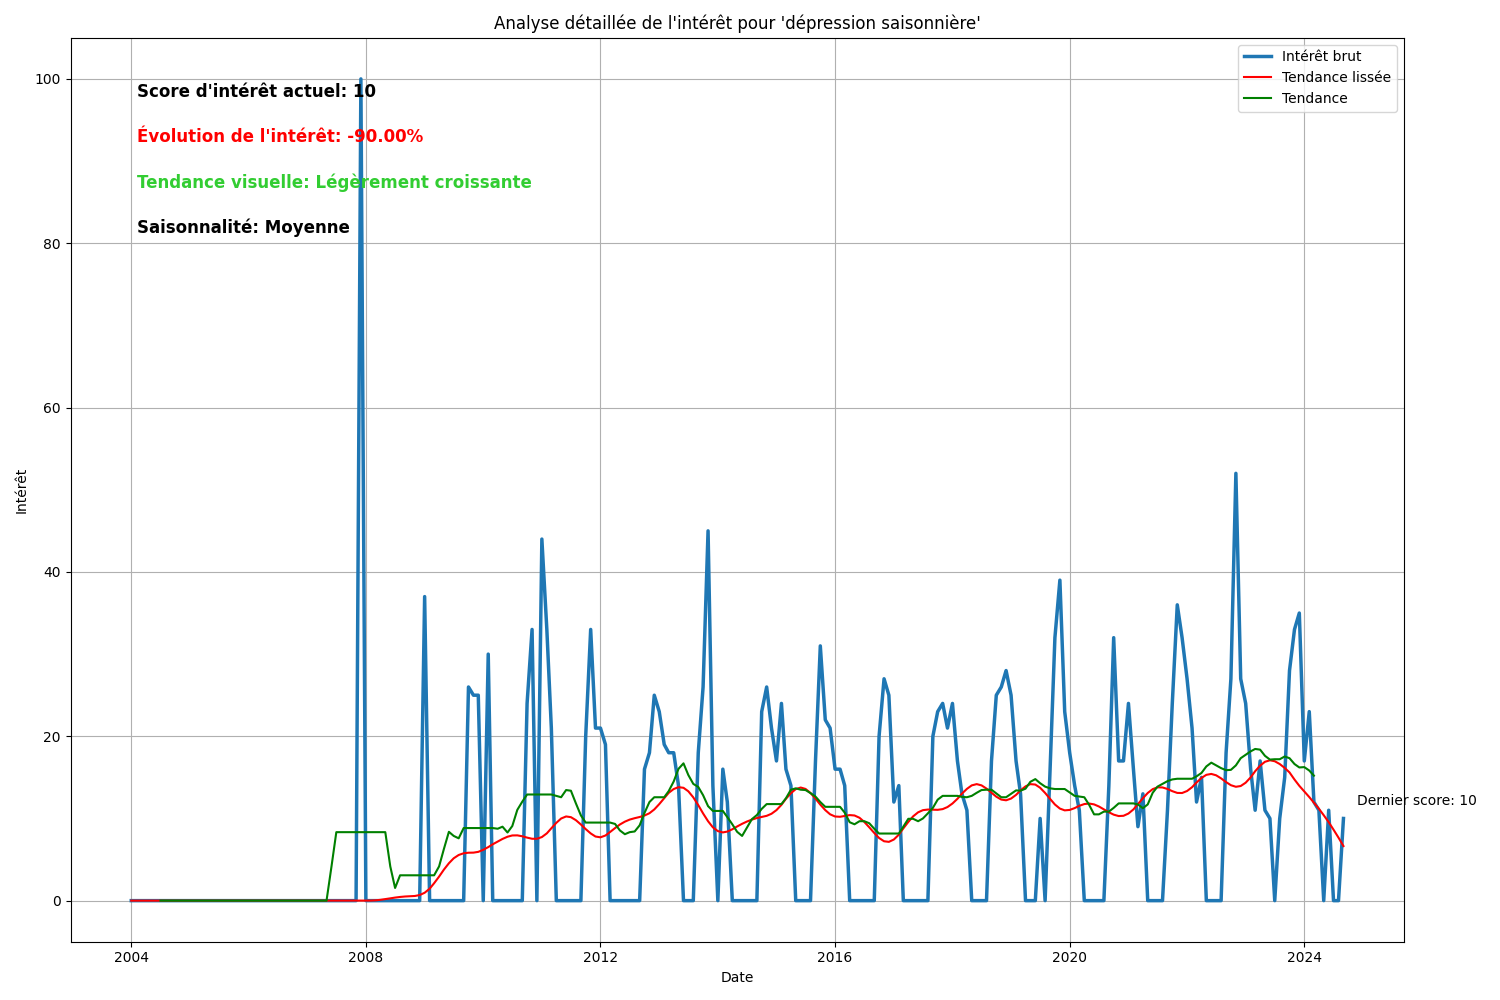 Analyse détaillée de l'intérêt pour 'dépression saisonnière'
Intérêt brut
Tendance lissée
Tendance
Score d'intérêt actuel: 10
Évolution de l'intérêt: -90.00%
Tendance visuelle: Légèrement croissante
Saisonnalité: Moyenne
100
80
60
40
20
0
Intérêt
Dernier score: 10
2004
2008
2012
2016
2020
2024
Date